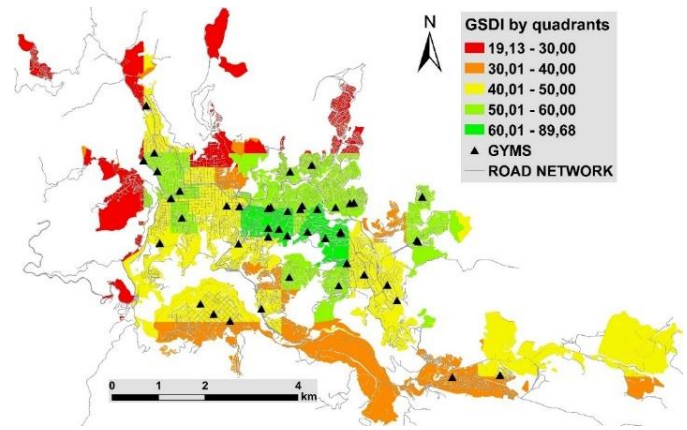 N
GSDI by quadrants
19,13 - 30,00
30,01 - 40,00
40,01 - 50,00
50,01 - 60,00
60,01 - 89,68
GYMS
ROAD NETWORK
0 1 2 4
km